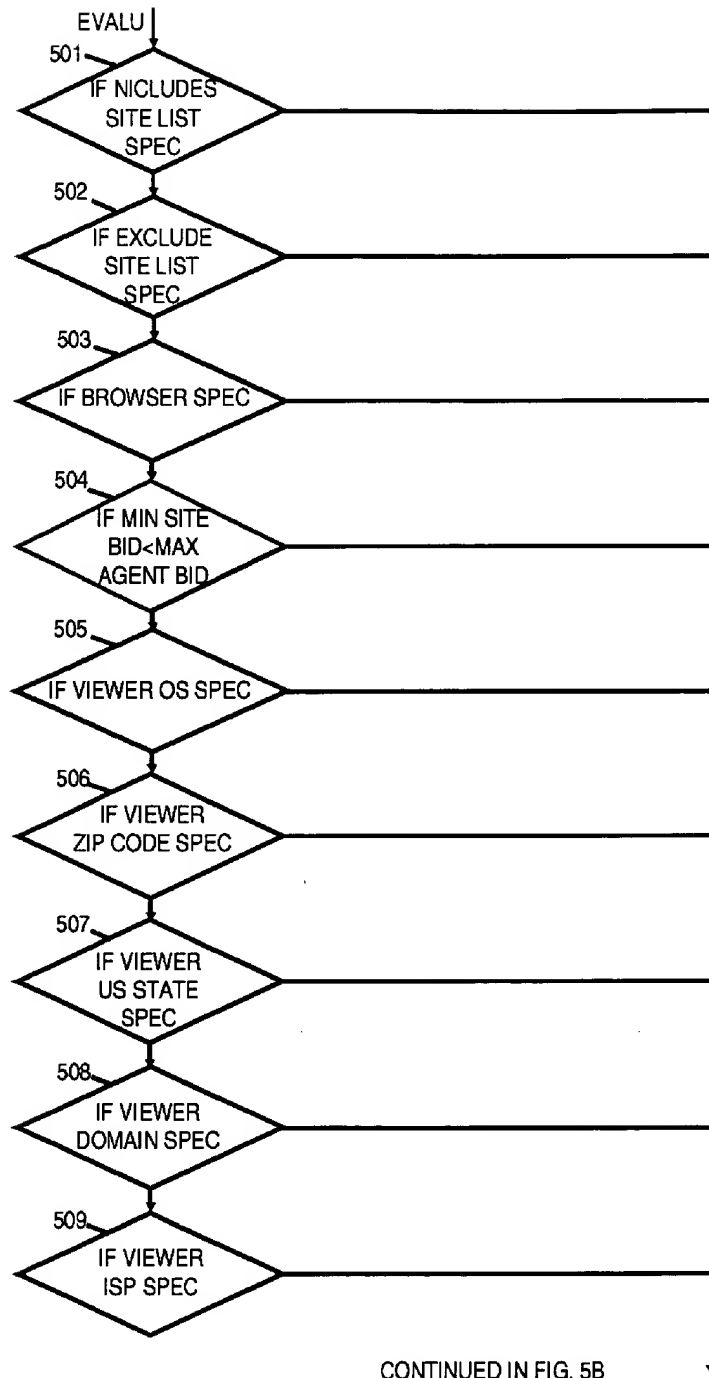 EVALU
501
IF NICLUDES
SITE LIST
SPEC
502
IF EXCLUDE
SITE LIST
SPEC
503
IF BROWSER SPEC
504
IF MIN SITE
BID<MAX
AGENT BID
505
IF VIEWER OS SPEC
506
IF VIEWER
ZIP CODE SPEC
507
IF VIEWER
US STATE
SPEC
508
IF VIEWER
DOMAIN SPEC
509
IF VIEWER
ISP SPEC
CONTINUED IN FIG. 5B